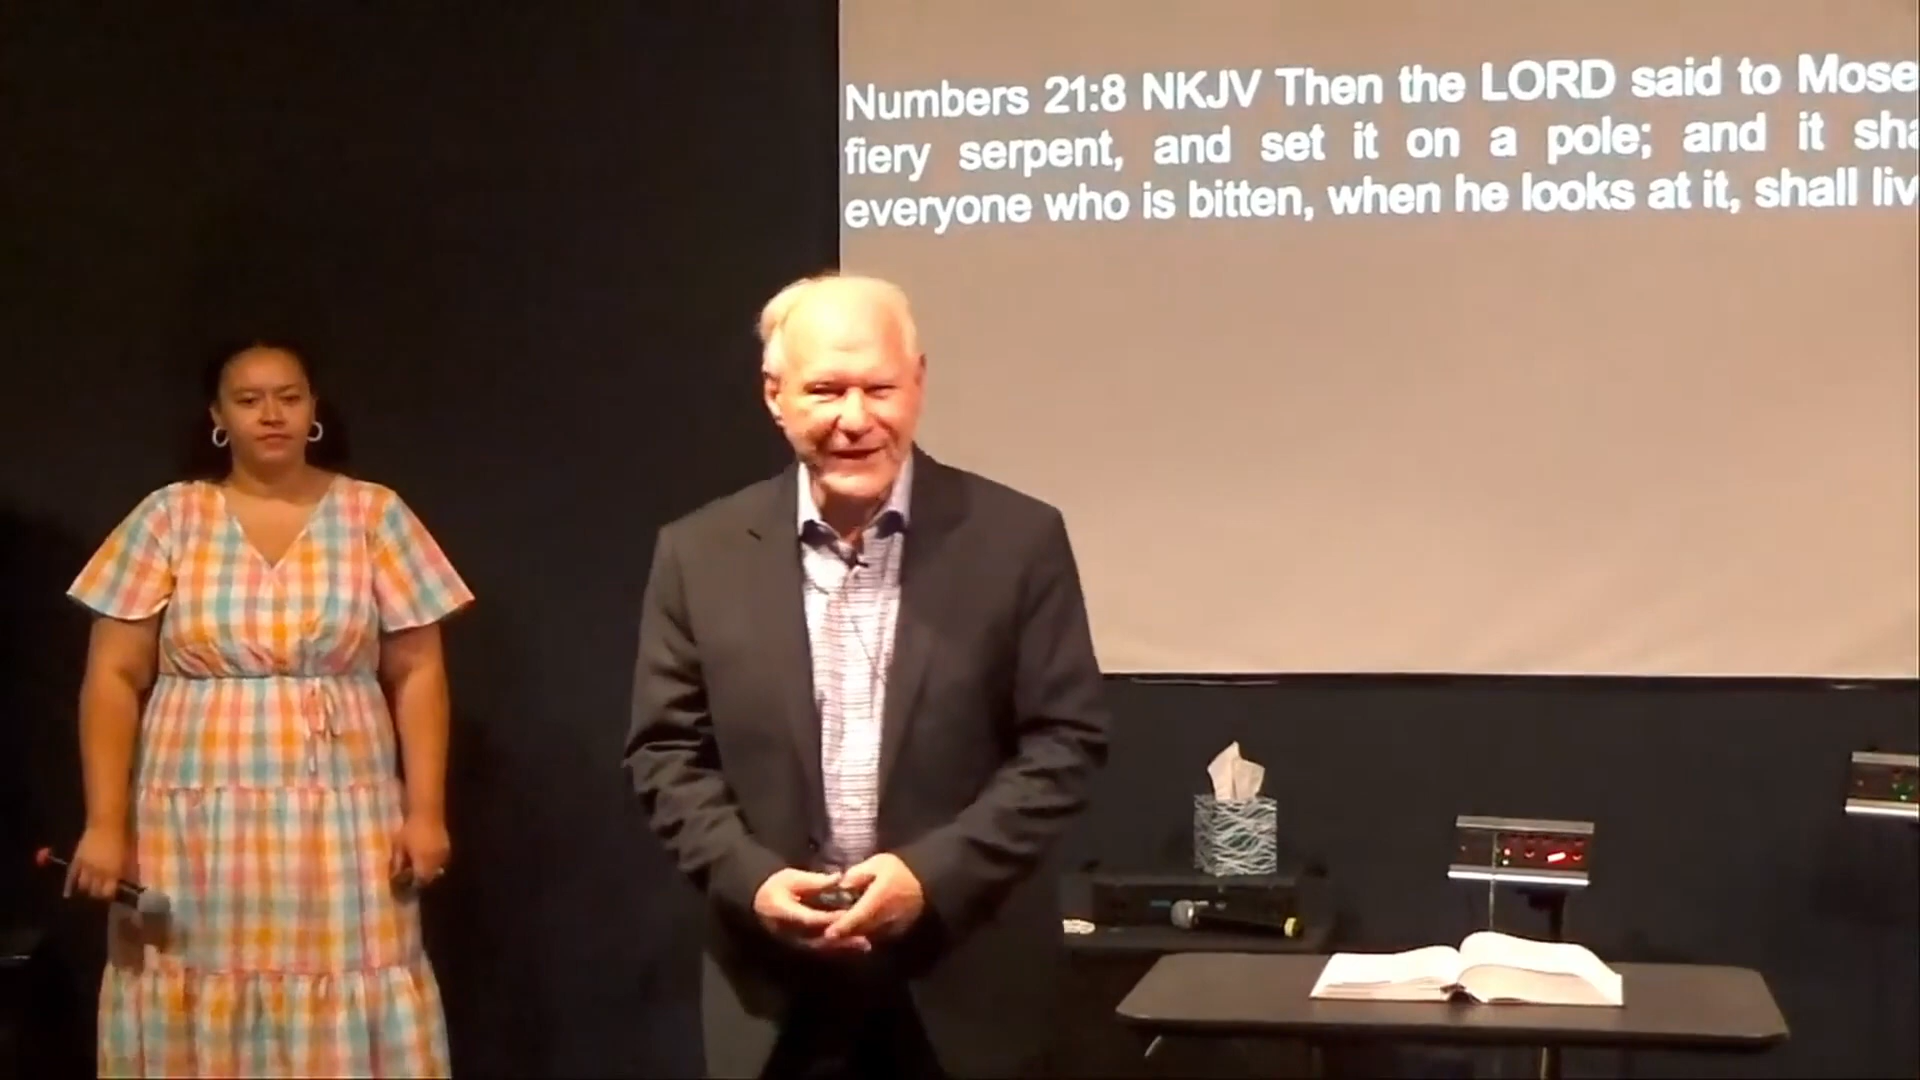 Numbers 21:8 NKJV Then the LORD said to Mose
fiery serpent, and set it on a pole; and it sha
everyone who is bitten, when he looks at it, shall liv